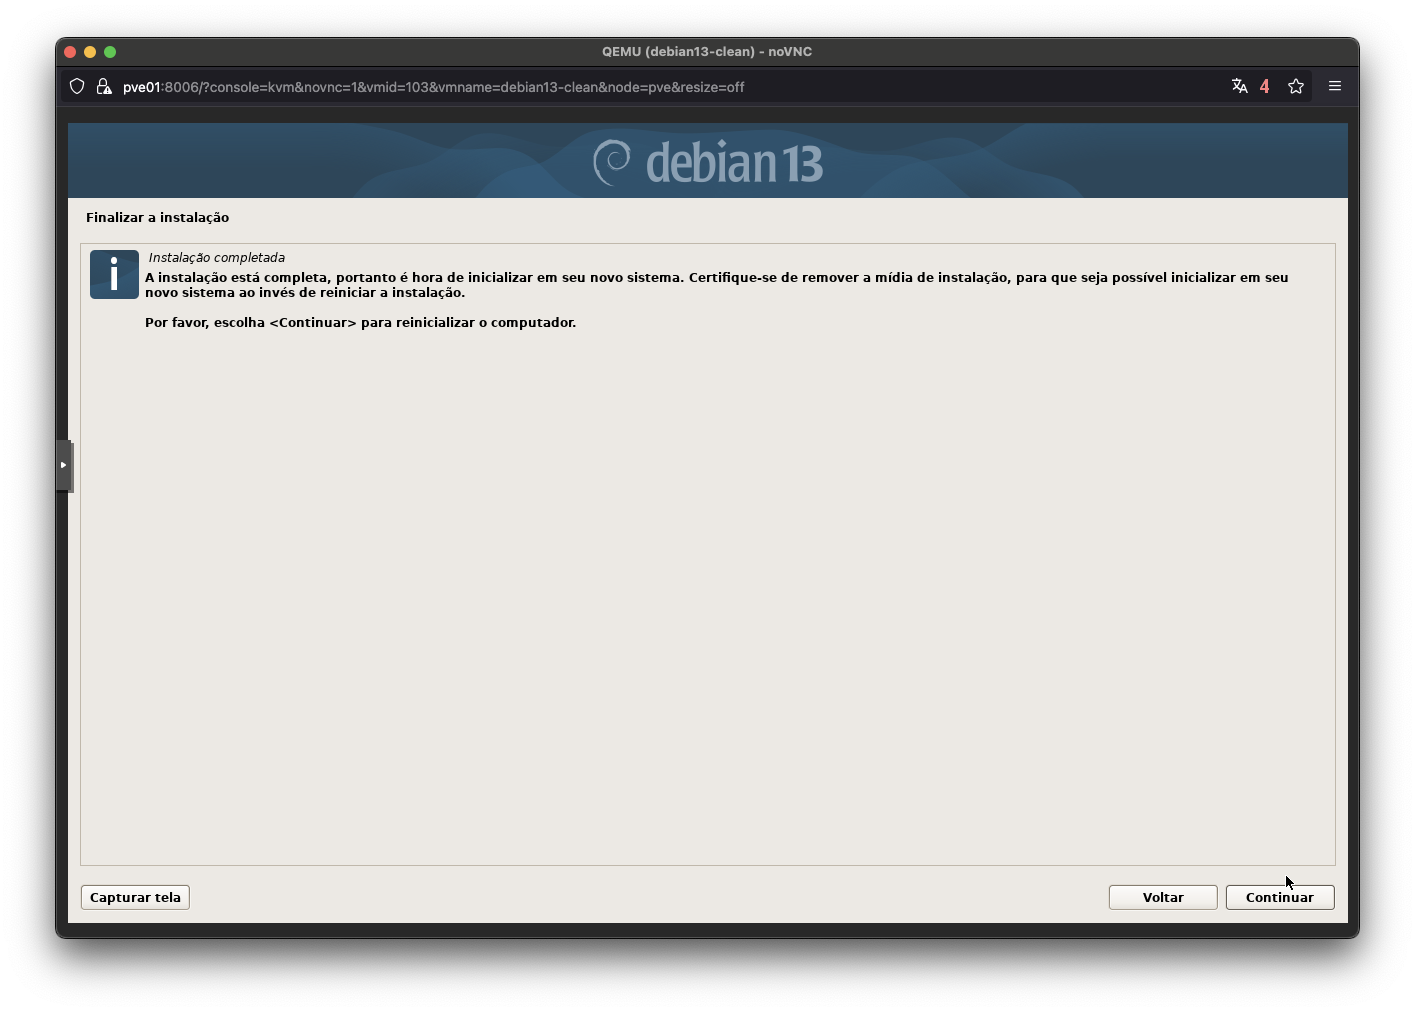 QEMU (debian13-clean) - noVNC
pve01:8006/?console=kvm&novnc=1&vmid=103&vmname=debian13-clean&node=pve&resize=off
4
debian 13
Finalizar a instalação
i
Instalação completada
A instalação está completa, portanto é hora de inicializar em seu novo sistema. Certifique-se de remover a mídia de instalação, para que seja possível inicializar em seu
novo sistema ao invés de reiniciar a instalação.
Por favor, escolha <Continuar> para reinicializar o computador.
Capturar tela
Voltar
Continuar